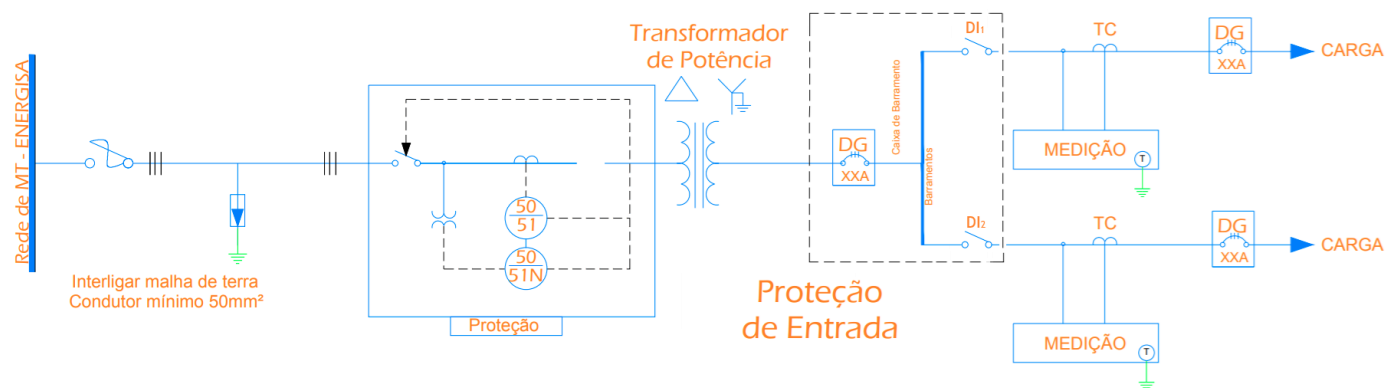 Rede de MT - ENERGISA
Interligar malha de terra
Condutor mínimo 50mm²
50
51
50
51N
Proteção
Transformador
de Potência
DG
XXA
Caixa de Barramento
Barramentos
DI₁
DI₂
Proteção
de Entrada
TC
DG
XXA
CARGA
MEDIÇÃO
T
TC
DG
XXA
CARGA
MEDIÇÃO
T